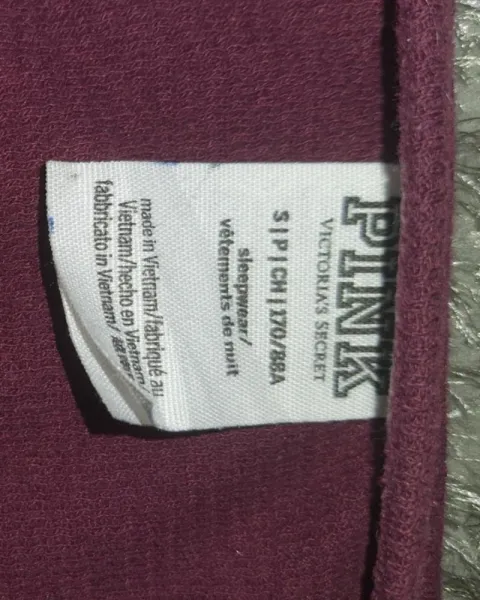 PINK
VICTORIA'S SECRET
S | P | CH | 170/88A
sleepwear/
vêtements de nuit
made in Vietnam/fabriqué au
Vietnam/hecho en Vietnam/
fabbricato in Vietnam/